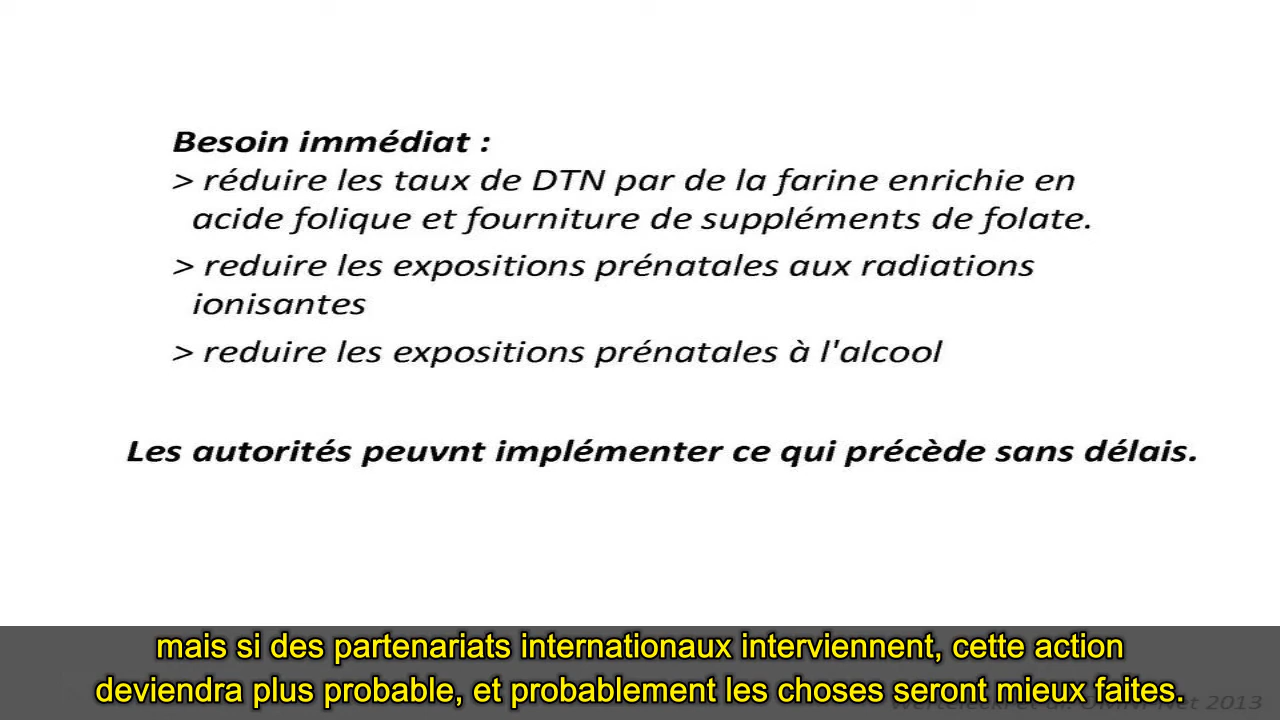 Besoin immédiat :
> réduire les taux de DTN par de la farine enrichie en
acide folique et fourniture de suppléments de folate.
> reduire les expositions prénatales aux radiations
ionisantes
> reduire les expositions prénatales à l'alcool
Les autorités peuvnt implémenter ce qui précède sans délais.
mais si des partenariats internationaux interviennent, cette action
deviendra plus probable, et probablement les choses seront mieux faites.
Net 2013